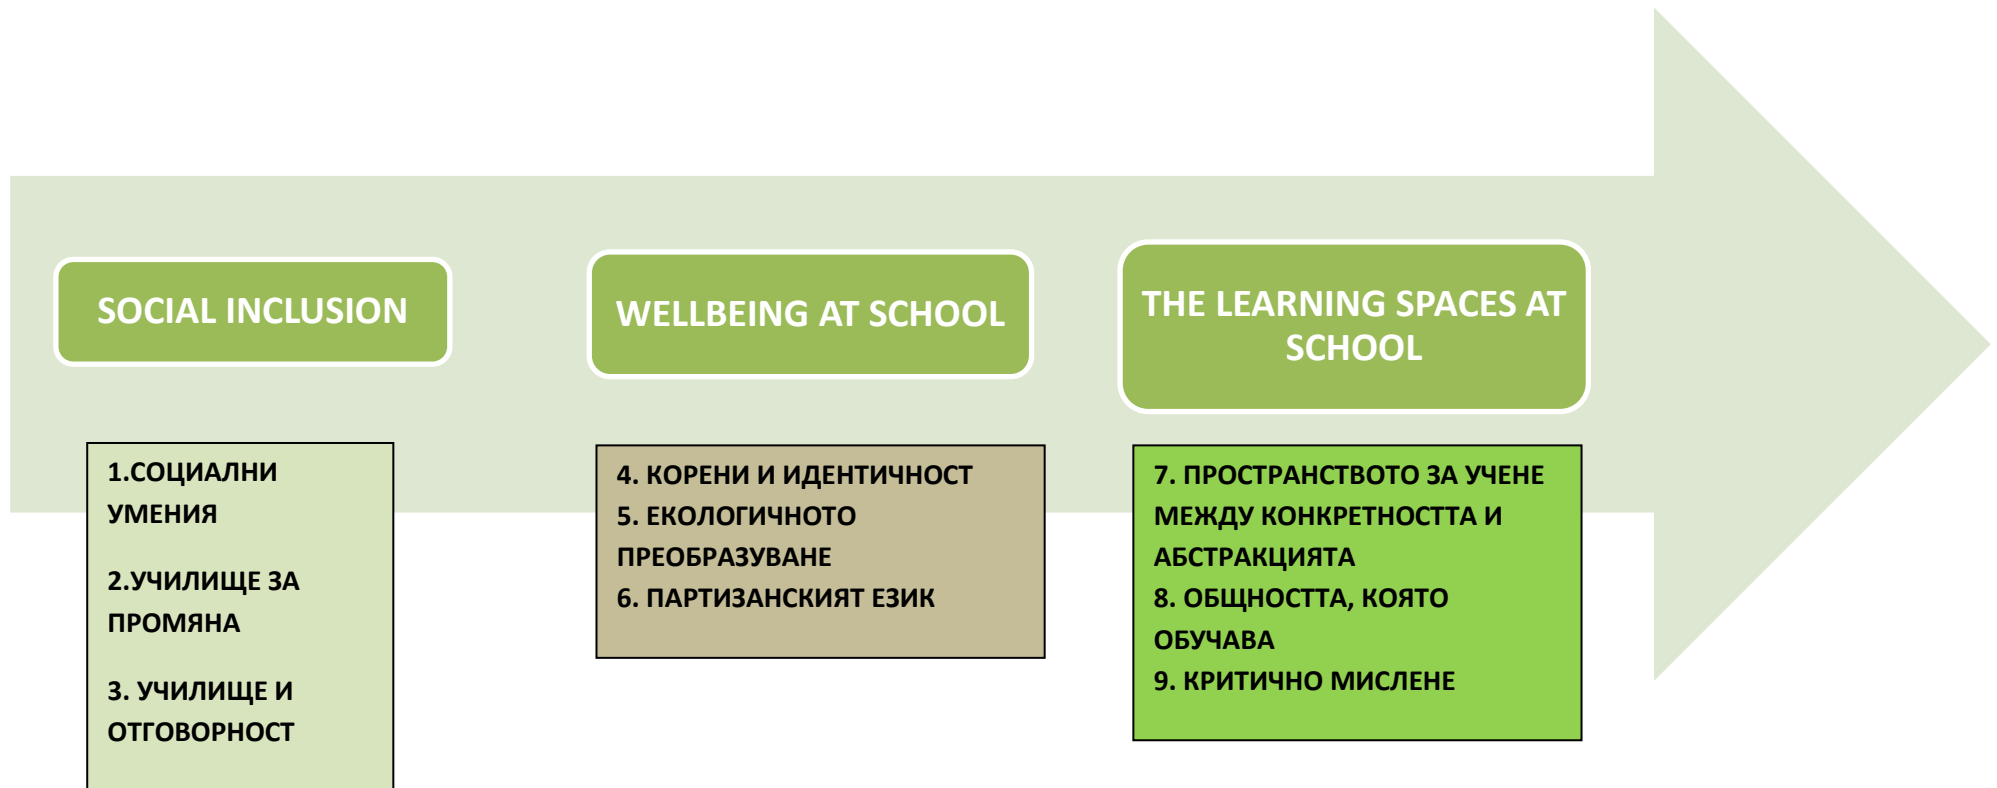 SOCIAL INCLUSION
1.СОЦИАЛНИ
УМЕНИЯ
2.УЧИЛИЩЕ ЗА
ПРОМЯНА
3. УЧИЛИЩЕ И
ОТГОВОРНОСТ
WELLBEING AT SCHOOL
4. КОРЕНИ И ИДЕНТИЧНОСТ
5. ЕКОЛОГИЧНОТО
ПРЕОБРАЗУВАНЕ
6. ПАРТИЗАНСКИЯТ ЕЗИК
THE LEARNING SPACES AT
SCHOOL
7. ПРОСТРАНСТВОТО ЗА УЧЕНЕ
МЕЖДУ КОНКРЕТНОСТТА И
АБСТРАКЦИЯТА
8. ОБЩНОСТТА, КОЯТО
ОБУЧАВА
9. КРИТИЧНО МИСЛЕНЕ